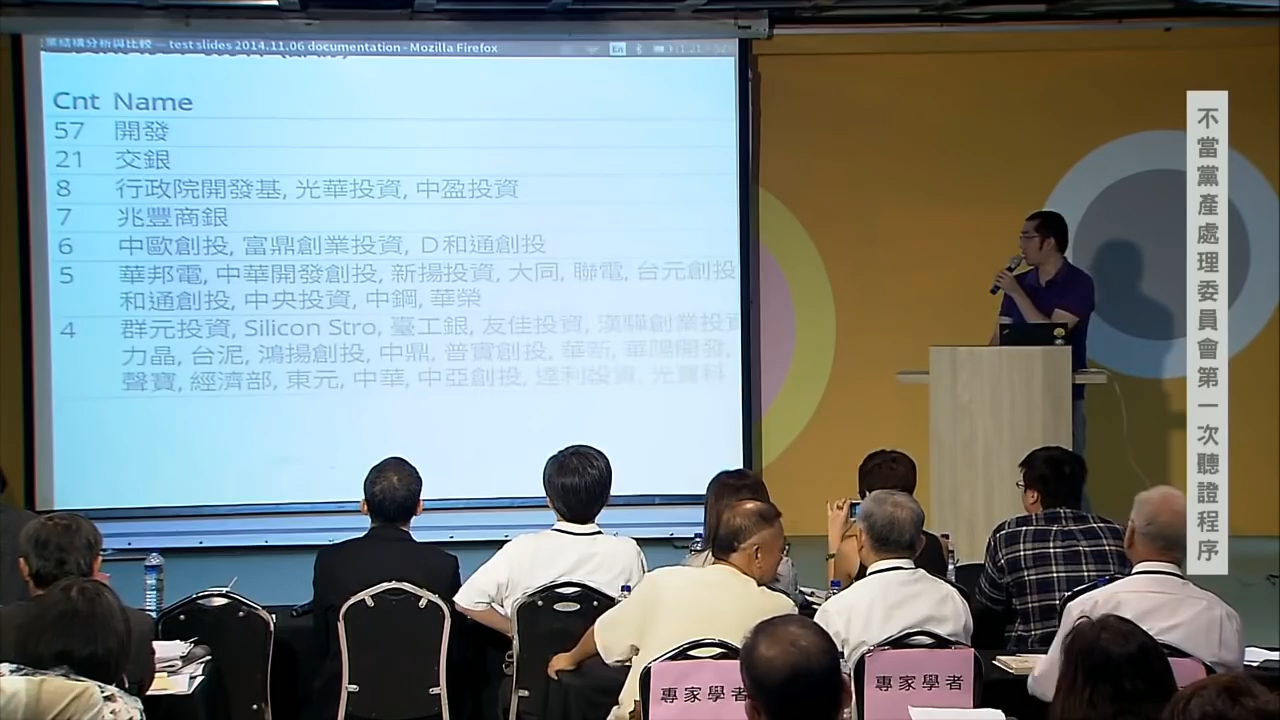 業結構分析與比較 — test slides 2014.11.06 documentation - Mozilla Firefox
En
Cnt Name
57 開發
21 交銀
8 行政院開發基, 光華投資, 中盈投資
7 兆豐商銀
6 中歐創投, 富鼎創業投資, D和通創投
5 華邦電, 中華開發創投, 新揚投資, 大同, 聯電, 台元創投
和通創投, 中央投資, 中鋼, 華榮
4 群元投資, Silicon Stro, 臺工銀, 友佳投資, 漢驊創業投資
力晶, 台泥, 鴻揚創投, 中鼎, 普實創投, 華新, 華陽開發,
聲寶, 經濟部, 東元, 中華, 中亞創投, 達利投資, 光寶科
不當黨產處理委員會第一次聽證程序
專家學者
專家學者